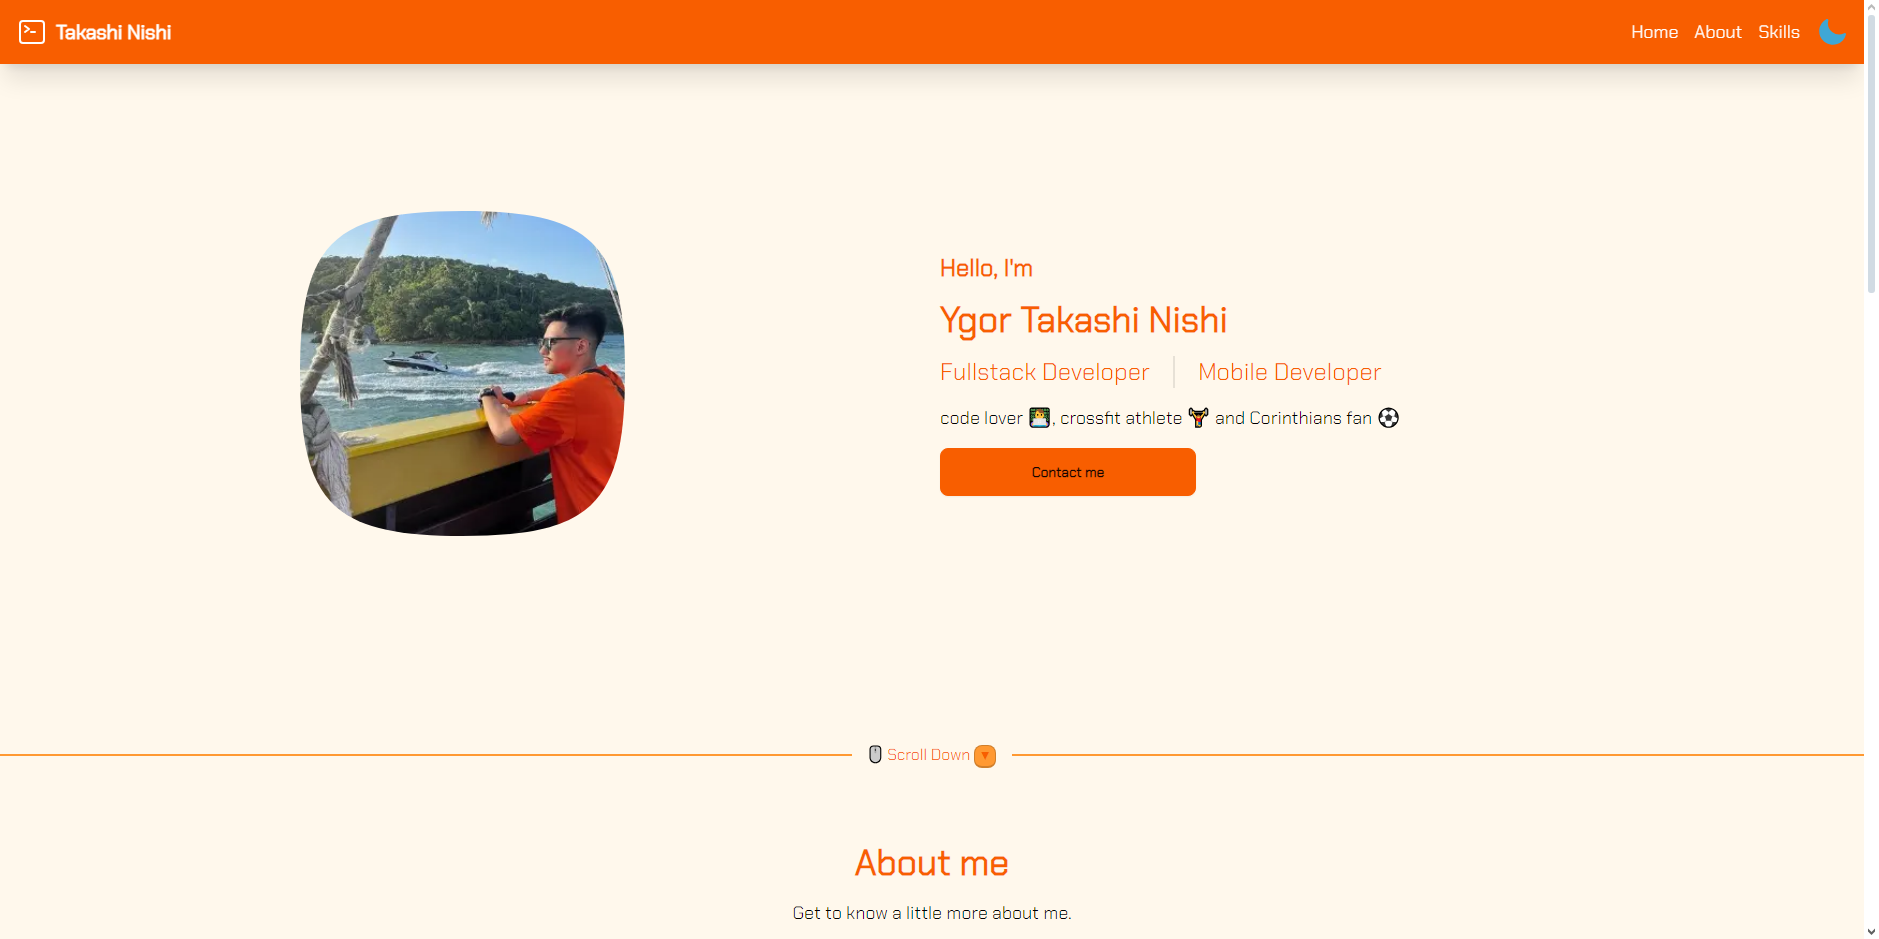 Takashi Nishi
Home About Skills
Hello, I'm
Ygor Takashi Nishi
Fullstack Developer Mobile Developer
code lover 🧑‍💻, crossfit athlete 🏋️ and Corinthians fan ⚽
Contact me
🖱️ Scroll Down 🔽
About me
Get to know a little more about me.